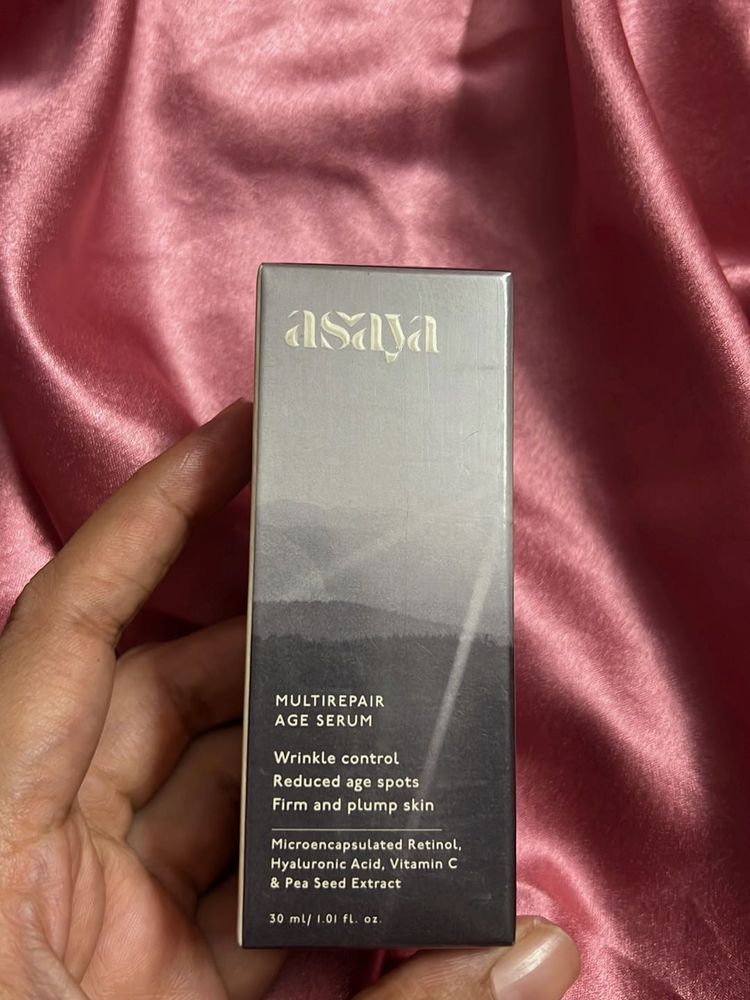 asaya
MULTIREPAIR
AGE SERUM
Wrinkle control
Reduced age spots
Firm and plump skin
Microencapsulated Retinol,
Hyaluronic Acid, Vitamin C
& Pea Seed Extract
30 ml/ 1.01 fl. oz.